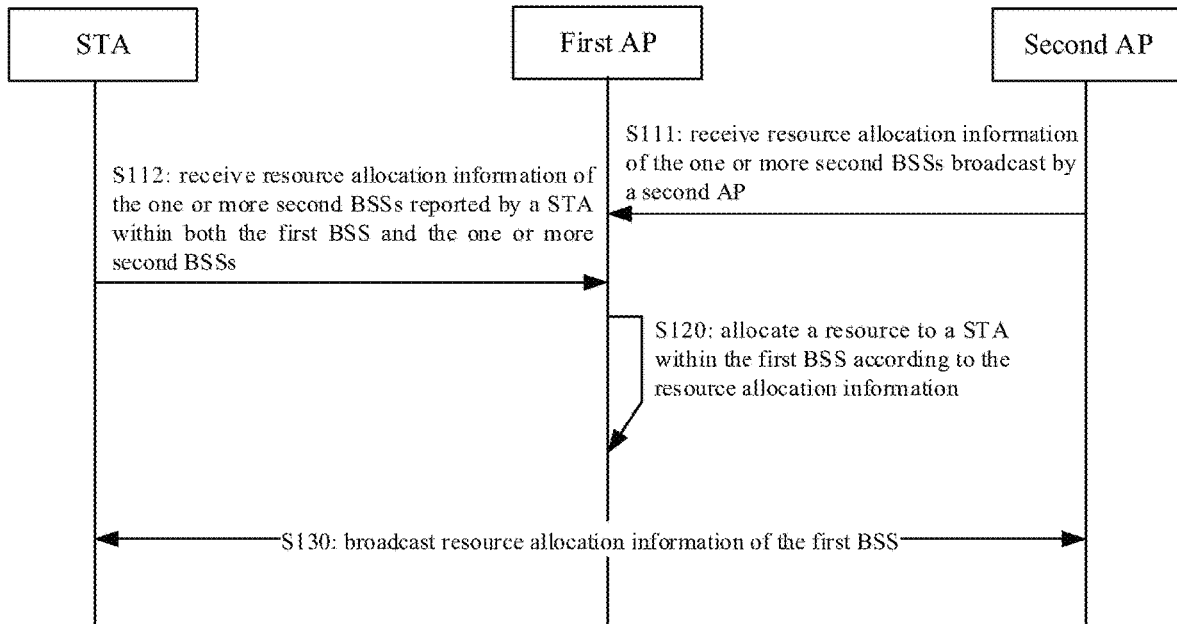 STA
First AP
Second AP
S111: receive resource allocation information
of the one or more second BSSs broadcast by
a second AP
S112: receive resource allocation information of
the one or more second BSSs reported by a STA
within both the first BSS and the one or more
second BSSs
S120: allocate a resource to a STA
within the first BSS according to the
resource allocation information
S130: broadcast resource allocation information of the first BSS